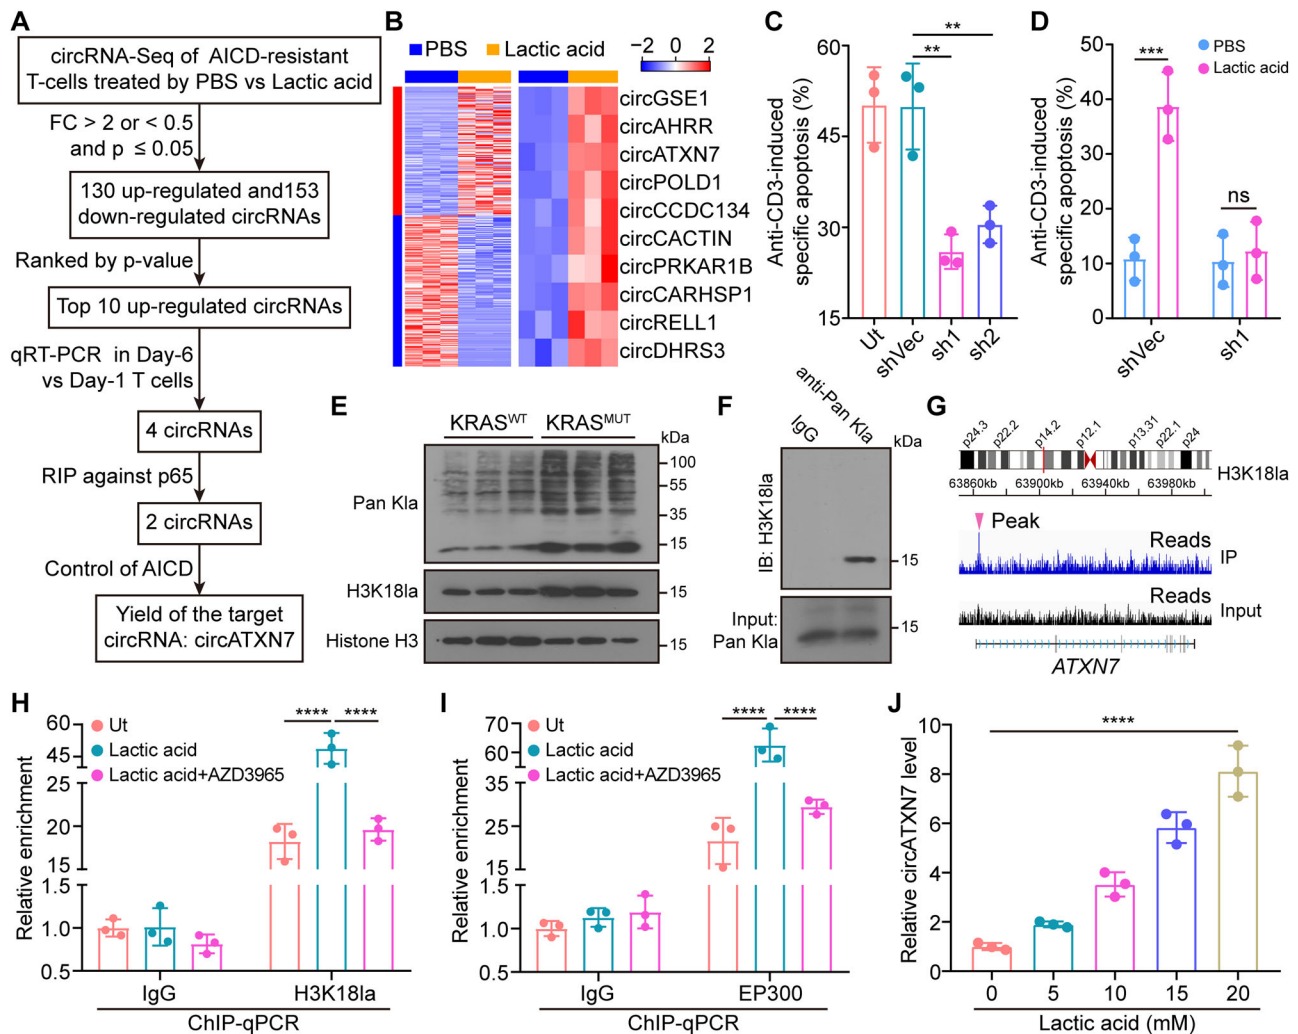 A
circRNA-Seq of AICD-resistant
T-cells treated by PBS vs Lactic acid
FC > 2 or < 0.5
and p ≤ 0.05
130 up-regulated and153
down-regulated circRNAs
Ranked by p-value
Top 10 up-regulated circRNAs
qRT-PCR in Day-6
vs Day-1 T cells
4 circRNAs
RIP against p65
2 circRNAs
Control of AICD
Yield of the target
circRNA: circATXN7
B
PBS
Lactic acid
−2 0 2
circGSE1
circAHRR
circATXN7
circPOLD1
circCCDC134
circCACTIN
circPRKAR1B
circCARHSP1
circRELL1
circDHRS3
C
Anti-CD3-induced
specific apoptosis (%)
60
45
30
15
**
**
Ut
shVec
sh1
sh2
D
PBS
Lactic acid
Anti-CD3-induced
specific apoptosis (%)
50
40
30
20
10
0
***
ns
shVec
sh1
E
KRASWT
KRASMUT
kDa
Pan Kla
100
55
35
15
H3K18la
15
Histone H3
15
F
IgG
anti-Pan Kla
kDa
IB: H3K18la
15
Input:
Pan Kla
15
G
p24.3
p22.2
p14.2
p12.1
p13.31
p22.1
p24
H3K18la
63860kb 63900kb 63940kb 63980kb
Peak
Reads
IP
Reads
Input
ATXN7
H
Ut
Lactic acid
Lactic acid+AZD3965
Relative enrichment
60
45
25
20
15
1.5
1.0
0.5
**** ****
IgG
H3K18la
ChIP-qPCR
I
Ut
Lactic acid
Lactic acid+AZD3965
Relative enrichment
70
60
35
25
15
1.5
1.0
0.5
**** ****
IgG
EP300
ChIP-qPCR
J
Relative circATXN7 level
10
8
6
4
2
0
****
0 5 10 15 20
Lactic acid (mM)